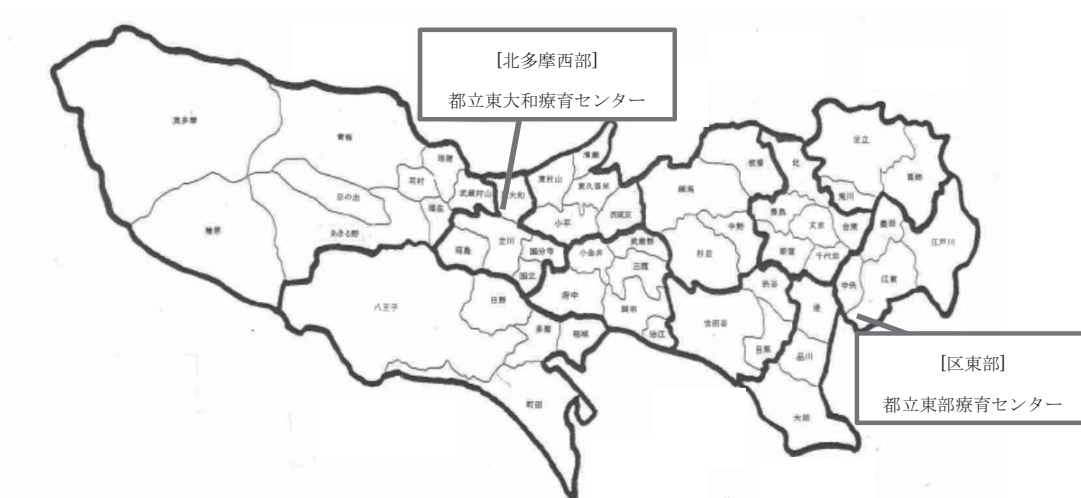 [北多摩西部]
都立東大和療育センター
奥多摩
青梅
瑞穂
羽村
武蔵村山
大和
日の出
福生
あきる野
檜原
東村山
清瀬
東久留米
小平
西東京
昭島
立川
国分寺
国立
小金井
武蔵野
三鷹
府中
調布
狛江
八王子
日野
多摩
稲城
町田
練馬
板橋
北
足立
葛飾
荒川
豊島
文京
台東
中野
新宿
千代田
杉並
墨田
江戸川
江東
中央
渋谷
港
世田谷
目黒
品川
大田
[区東部]
都立東部療育センター